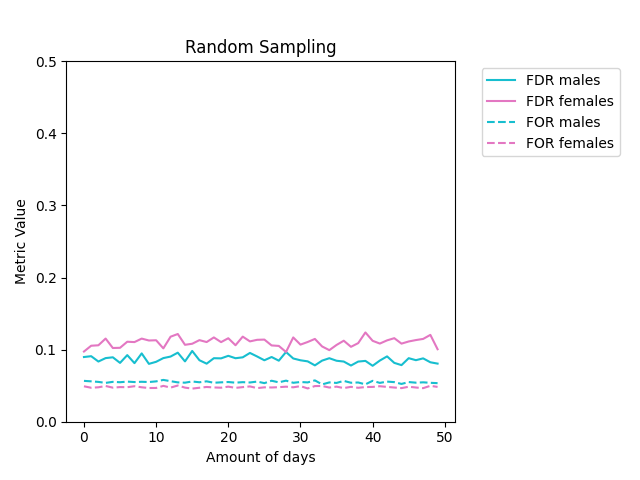 Random Sampling
FDR males
FDR females
FOR males
FOR females
Metric Value
0.5
0.4
0.3
0.2
0.1
0.0
0 10 20 30 40 50
Amount of days